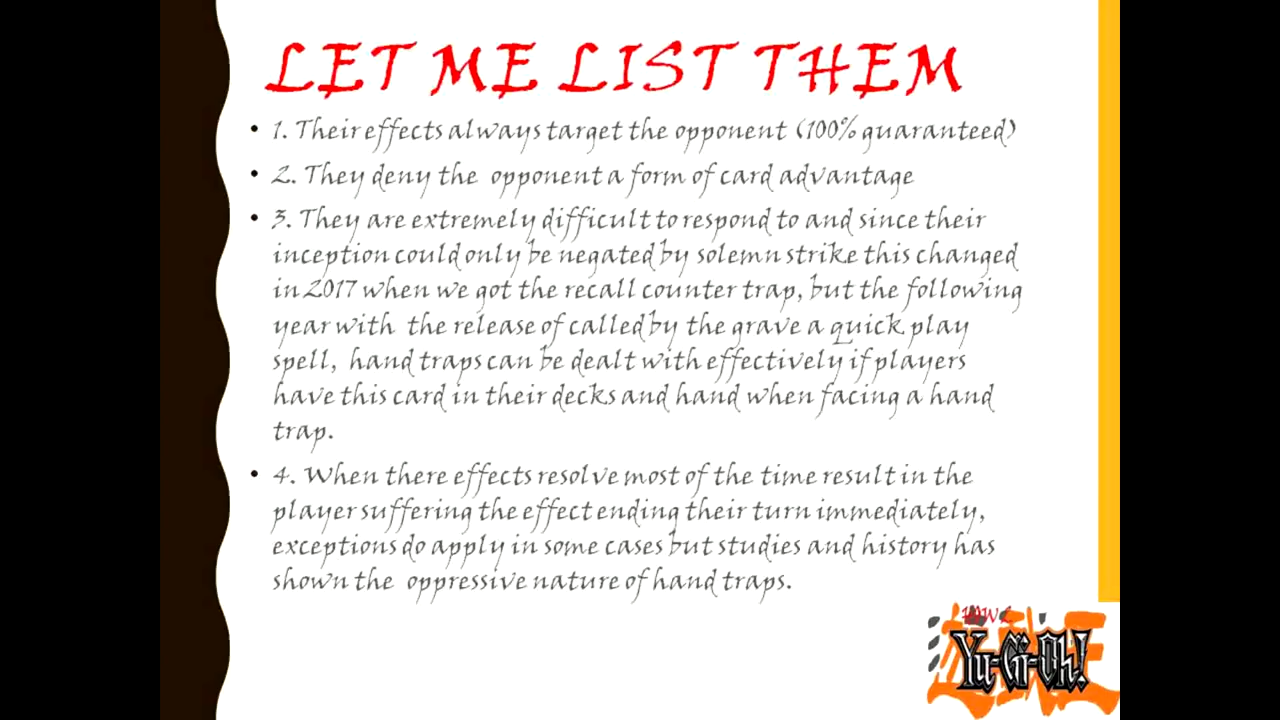 LET ME LIST THEM
• 1. Their effects always target the opponent (100% guaranteed)
• 2. They deny the opponent a form of card advantage
• 3. They are extremely difficult to respond to and since their
inception could only be negated by solemn strike this changed
in 2017 when we got the recall counter trap, but the following
year with the release of called by the grave a quick play
spell, hand traps can be dealt with effectively if players
have this card in their decks and hand when facing a hand
trap.
• 4. When there effects resolve most of the time result in the
player suffering the effect ending their turn immediately,
exceptions do apply in some cases but studies and history has
shown the oppressive nature of hand traps.
Yu-Gi-Oh!